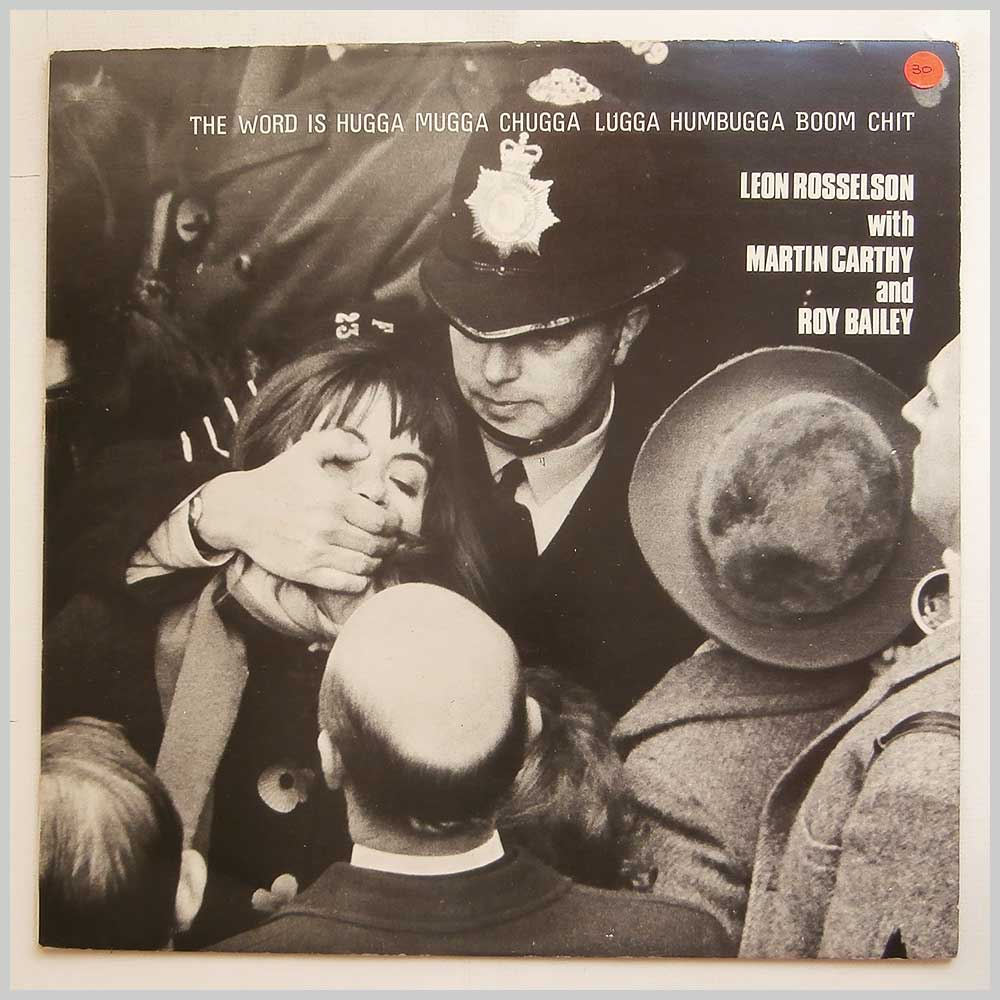 30
THE WORD IS HUGGA MUGGA CHUGGA LUGGA HUMBUGGA BOOM CHIT
LEON ROSSELSON
with
MARTIN CARTHY
and
ROY BAILEY